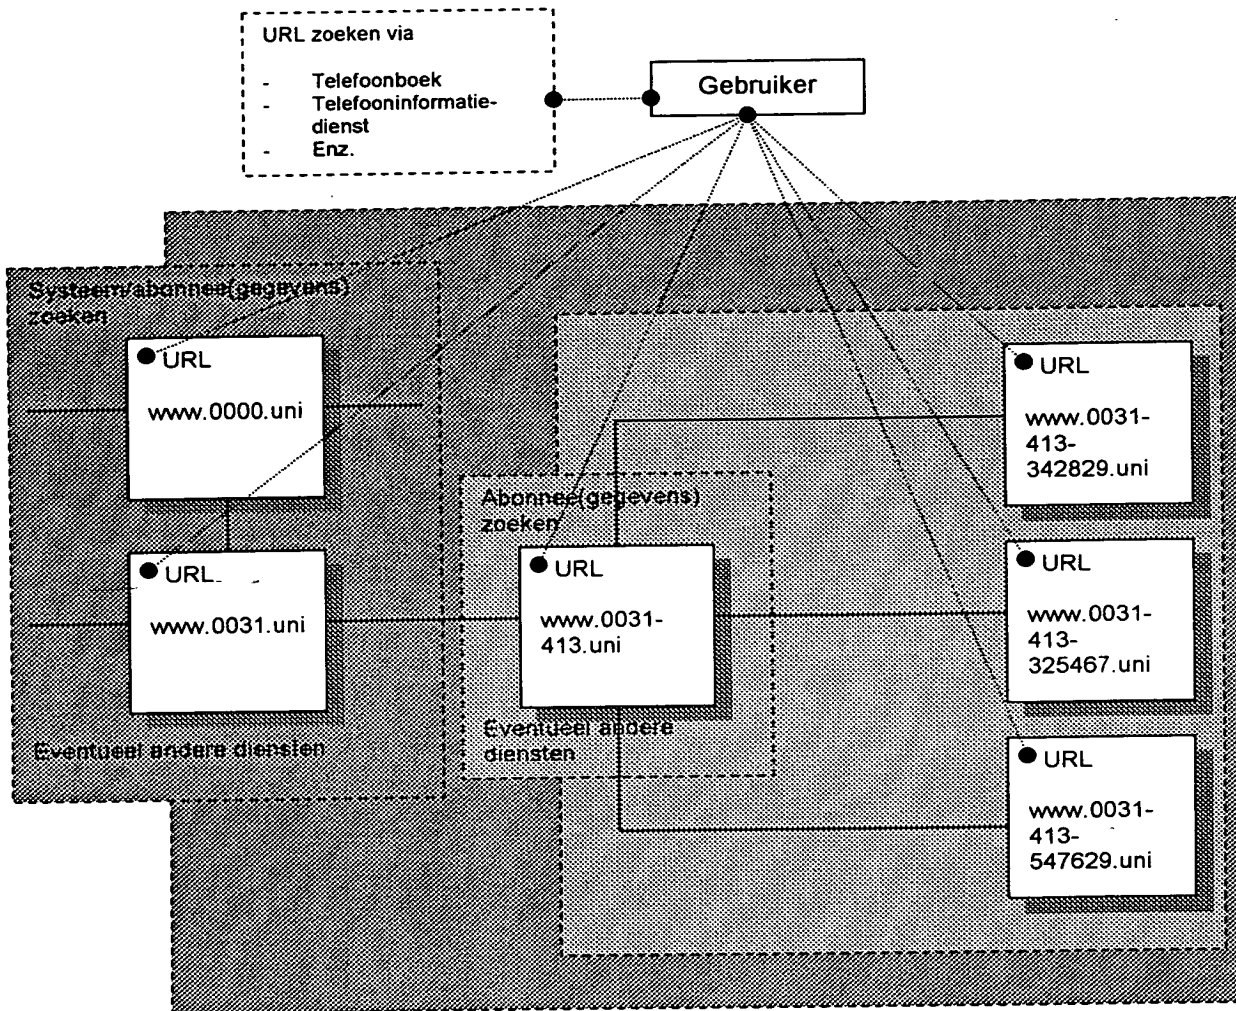 URL zoeken via
- Telefoonboek
- Telefooninformatie-
dienst
- Enz.
Gebruiker
Systeem/abonnee(gegevens)
zoeken
URL
www.0000.uni
URL
www.0031.uni
Eventueel andere diensten
Abonnee(gegevens)
zoeken
URL
www.0031-
413.uni
Eventueel andere
diensten
URL
www.0031-
413-
342829.uni
URL
www.0031-
413-
325467.uni
URL
www.0031-
413-
547629.uni